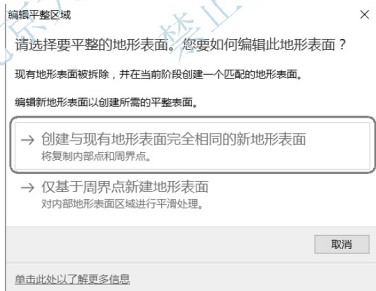 编辑平整区域
请选择要平整的地形表面。您要如何编辑此地形表面？
现有地形表面被拆除，并在当前阶段创建一个匹配的地形表面。
编辑新地形表面以创建所需的平整表面。
→ 创建与现有地形表面完全相同的新地形表面
将复制内部点和周界点。
→ 仅基于周界点新建地形表面
对内部地形表面区域进行平滑处理。
取消
单击此处以了解更多信息